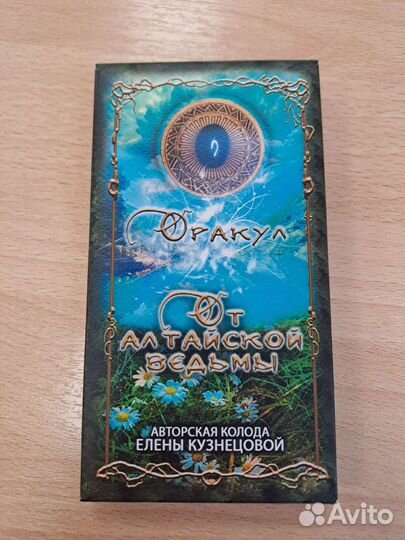 Оракул
От
алтайской
ведьмы
АВТОРСКАЯ КОЛОДА
ЕЛЕНЫ КУЗНЕЦОВОЙ
Avito